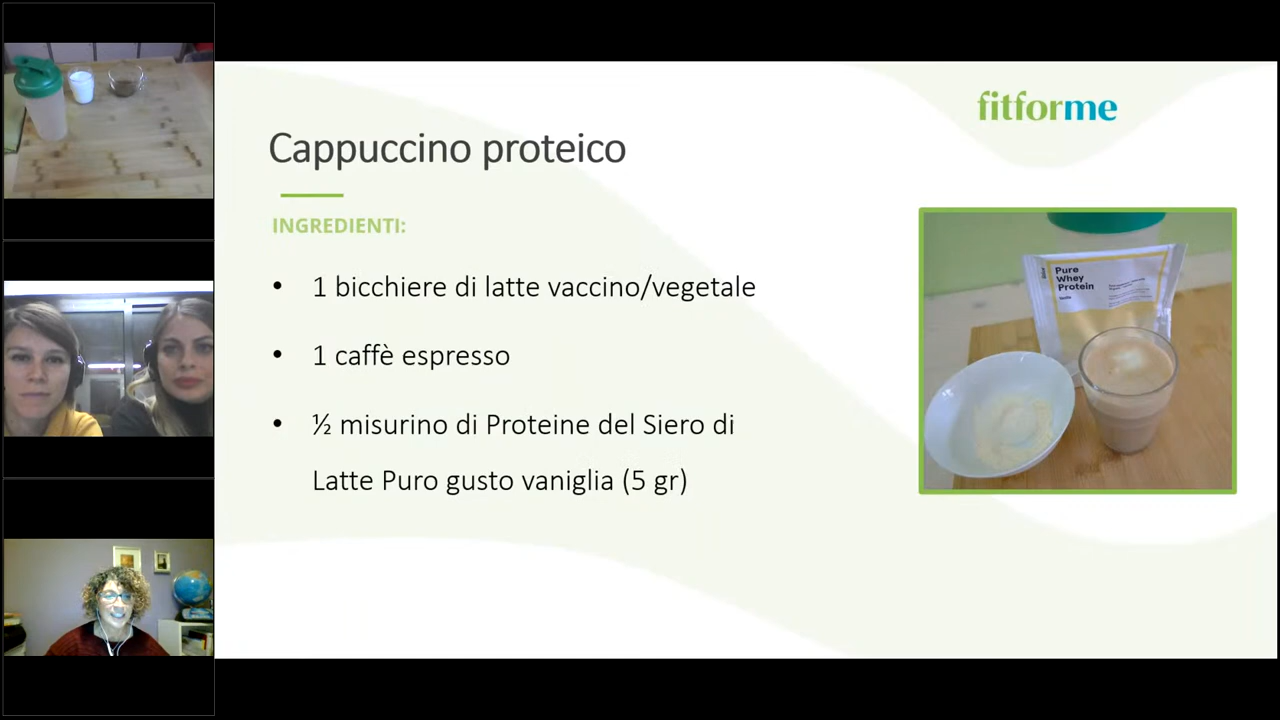 fitforme
Cappuccino proteico
INGREDIENTI:
• 1 bicchiere di latte vaccino/vegetale
• 1 caffè espresso
• ½ misurino di Proteine del Siero di
Latte Puro gusto vaniglia (5 gr)
Pure
Whey
Protein